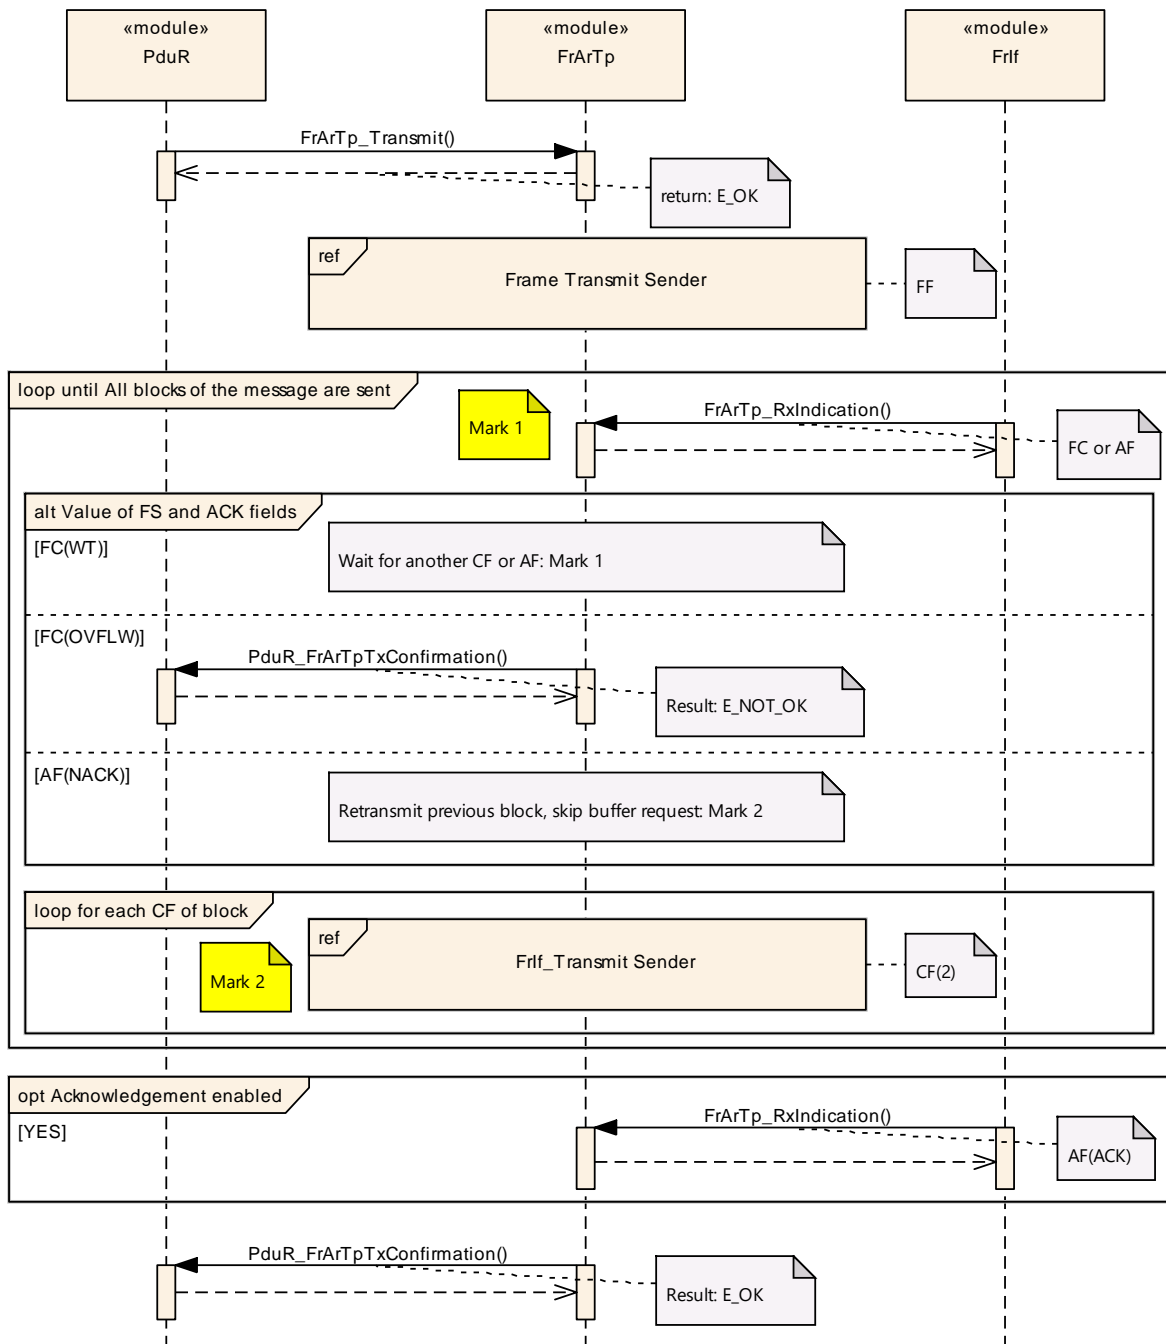 «module»
PduR
«module»
FrArTp
«module»
FrIf
FrArTp_Transmit()
return: E_OK
ref
Frame Transmit Sender
FF
loop until All blocks of the message are sent
Mark 1
FrArTp_RxIndication()
FC or AF
alt Value of FS and ACK fields
[FC(WT)]
Wait for another CF or AF: Mark 1
[FC(OVFLW)]
PduR_FrArTpTxConfirmation()
Result: E_NOT_OK
[AF(NACK)]
Retransmit previous block, skip buffer request: Mark 2
loop for each CF of block
ref
Mark 2
FrIf_Transmit Sender
CF(2)
opt Acknowledgement enabled
[YES]
FrArTp_RxIndication()
AF(ACK)
PduR_FrArTpTxConfirmation()
Result: E_OK